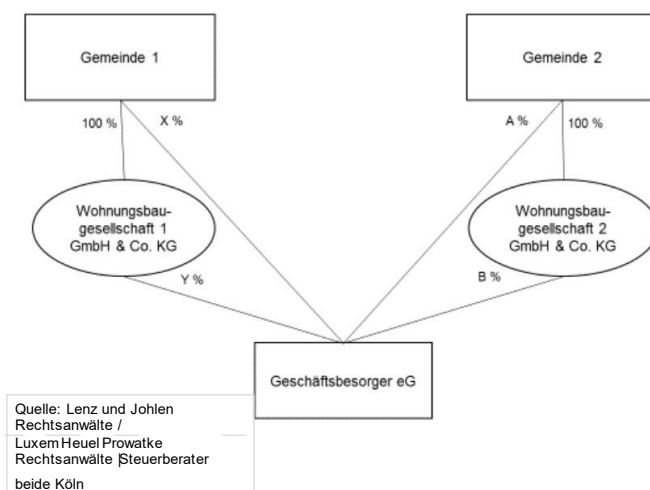 Gemeinde 1
Gemeinde 2
100 %
X %
A %
100 %
Wohnungsbau-
gesellschaft 1
GmbH & Co. KG
Wohnungsbau-
gesellschaft 2
GmbH & Co. KG
Y %
B %
Geschäftsbesorger eG
Quelle: Lenz und Johlen
Rechtsanwälte /
Luxem Heuel Prowatke
Rechtsanwälte |Steuerberater
beide Köln